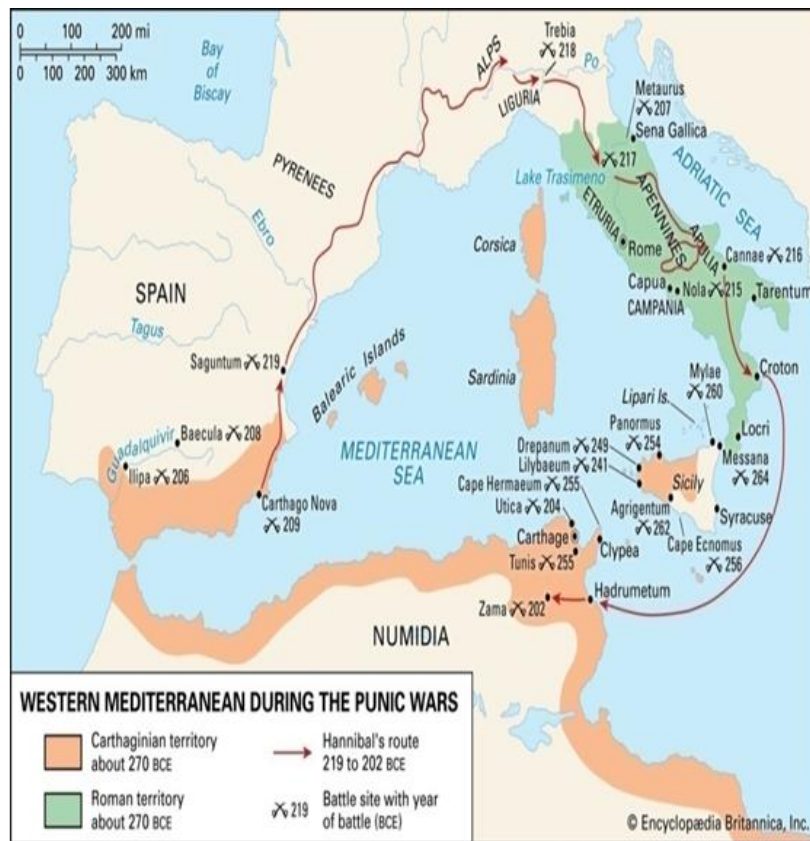 0 100 200 mi
0 100 200 300 km
Bay
of
Biscay
ALPS
Trebia
218
Po
LIGURIA
Metaurus
207
Sena Gallica
PYRENEES
217
Lake Trasimeno
ADRIATIC SEA
ETRURIA
APENNINES
APULIA
Ebro
Corsica
Rome
Cannae 216
SPAIN
Capua
Nola 215
Tarentum
CAMPANIA
Tagus
Saguntum 219
Balearic Islands
Sardinia
Mylae
260
Croton
Lipari Is.
Guadalquivir
Baecula 208
Panormus
254
Locri
MEDITERRANEAN
SEA
Drepanum 249
Lilybaeum 241
Messana
264
Ilipa 206
Cape Hermaeum 255
Sicily
Carthago Nova
209
Utica 204
Agrigentum
262
Syracuse
Carthage
Clypea
Cape Ecnomus
256
Tunis 255
Hadrumetum
Zama 202
NUMIDIA
WESTERN MEDITERRANEAN DURING THE PUNIC WARS
Carthaginian territory
about 270 BCE
Hannibal's route
219 to 202 BCE
Roman territory
about 270 BCE
219 Battle site with year
of battle (BCE)
© Encyclopædia Britannica, Inc.